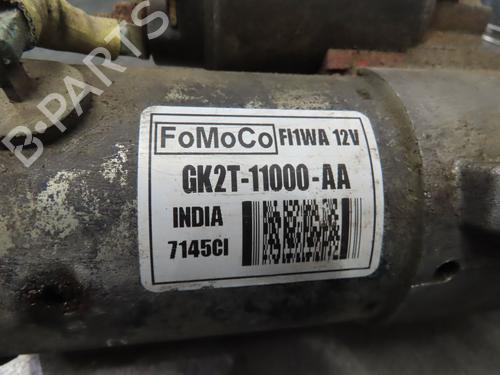 FoMoCo FI1WA 12V
GK2T-11000-AA
INDIA
7145CI
B-PARTS